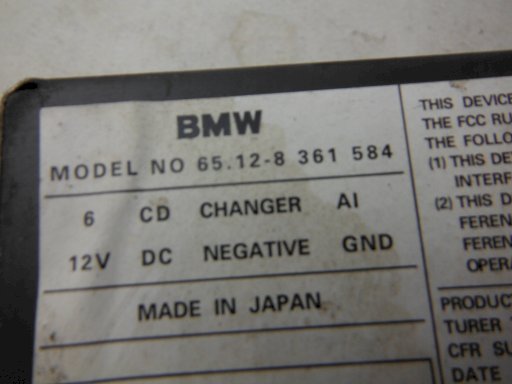 BMW
MODEL NO 65.12-8 361 584
6 CD CHANGER AI
12V DC NEGATIVE GND
MADE IN JAPAN
THIS DEVICE
THE FCC RU
THE FOLLO
(1) THIS DE
INTERF
(2) THIS D
FEREN
FEREN
OPERA
PRODUCT
TURER
CFR SU
DATE